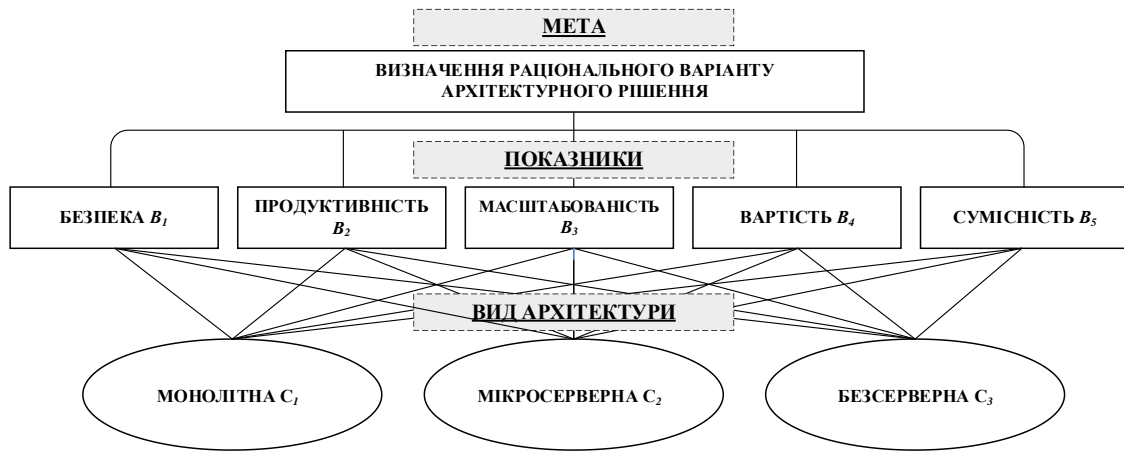 МЕТА
ВИЗНАЧЕННЯ РАЦІОНАЛЬНОГО ВАРІАНТУ
АРХІТЕКТУРНОГО РІШЕННЯ
ПОКАЗНИКИ
БЕЗПЕКА B1
ПРОДУКТИВНІСТЬ
B2
МАСШТАБОВАНІСТЬ
B3
ВАРТІСТЬ B4
СУМІСНІСТЬ B5
ВИД АРХІТЕКТУРИ
МОНОЛІТНА C1
МІКРОСЕРВЕРНА C2
БЕЗСЕРВЕРНА C3